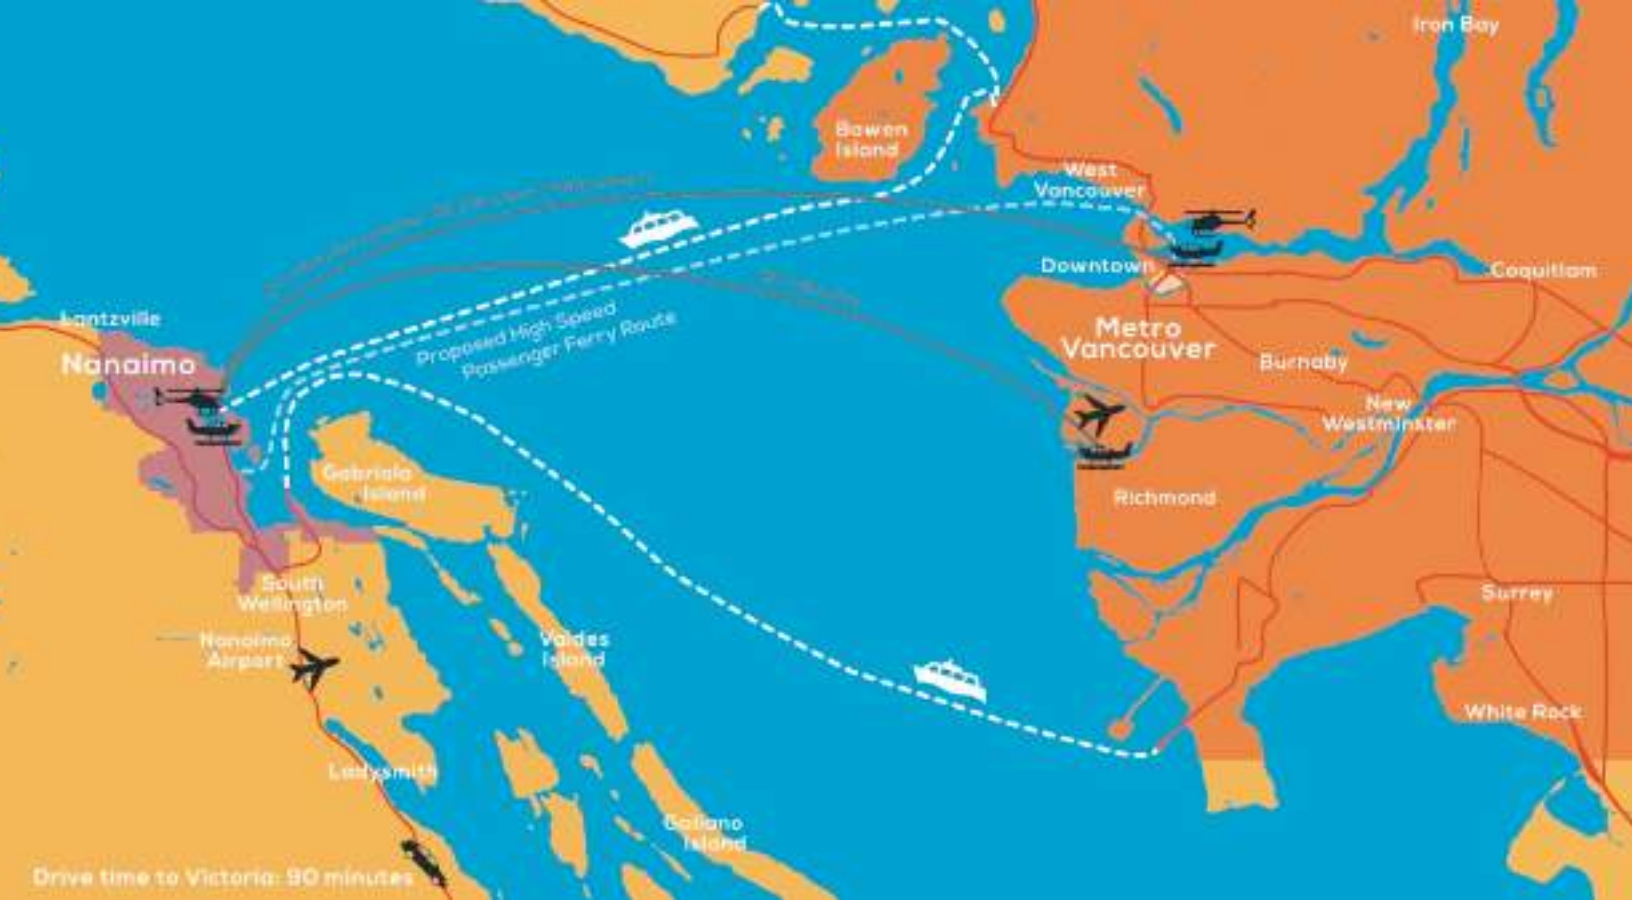 Iron Bay
Bowen
Island
West
Vancouver
Downtown
Coquitlam
Lantzville
Nanaimo
Proposed High Speed
Passenger Ferry Route
Metro
Vancouver
Burnaby
New
Westminster
Gabriola
Island
Richmond
South
Wellington
Surrey
Nanaimo
Airport
Valdes
Island
White Rock
Ladysmith
Galiano
Island
Drive time to Victoria: 90 minutes